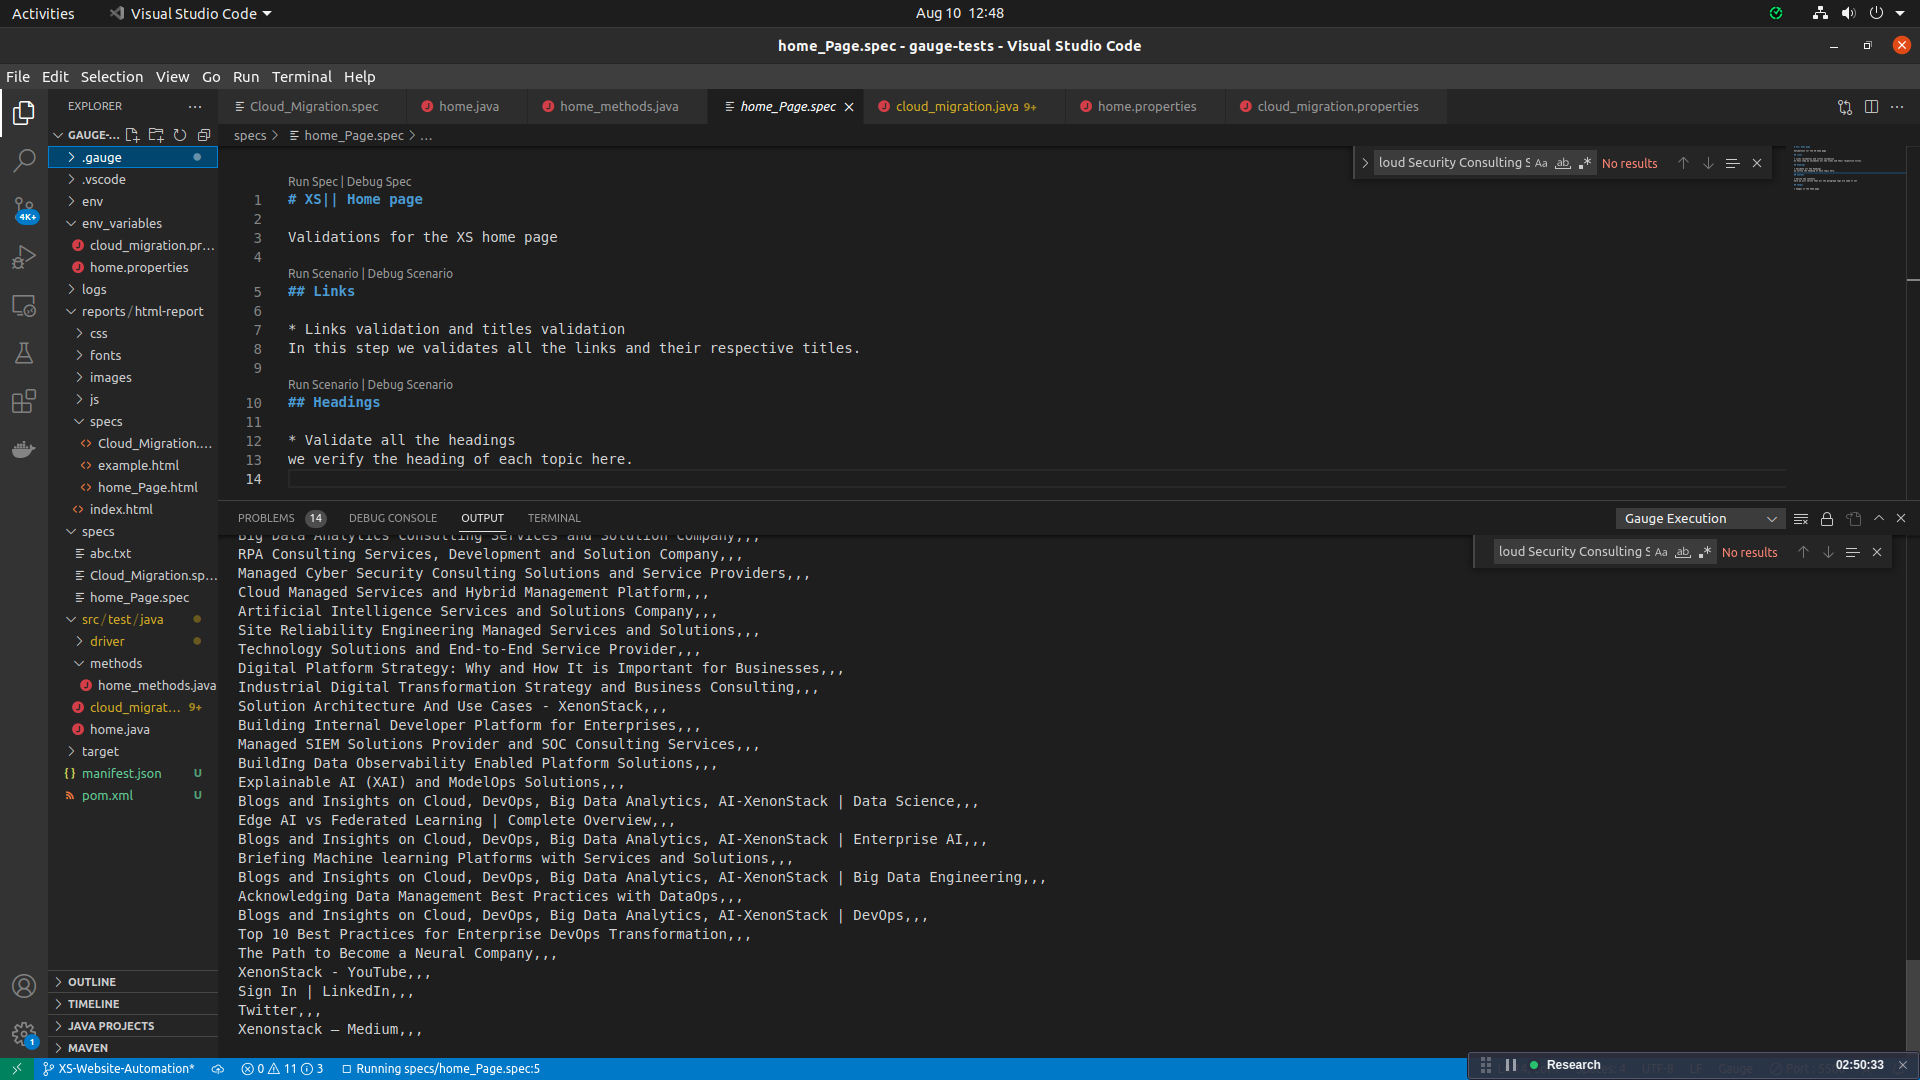 Activities
Visual Studio Code
Aug 10 12:48
home_Page.spec - gauge-tests - Visual Studio Code
File Edit Selection View Go Run Terminal Help
EXPLORER
Cloud_Migration.spec
home.java
home_methods.java
home_Page.spec
cloud_migration.java 9+
home.properties
cloud_migration.properties
GAUGE-...
specs > home_Page.spec > ...
.gauge
.vscode
env
env_variables
cloud_migration.pr...
home.properties
logs
reports / html-report
css
fonts
images
js
specs
Cloud_Migration....
example.html
home_Page.html
index.html
specs
abc.txt
Cloud_Migration.sp...
home_Page.spec
src / test / java
driver
methods
home_methods.java
cloud_migrat... 9+
home.java
target
manifest.json U
pom.xml U
OUTLINE
TIMELINE
JAVA PROJECTS
MAVEN
4K+
1
loud Security Consulting S Aa ab .* No results
Run Spec | Debug Spec
1 # XS|| Home page
2
3 Validations for the XS home page
4
Run Scenario | Debug Scenario
5 ## Links
6
7 * Links validation and titles validation
8 In this step we validates all the links and their respective titles.
9
Run Scenario | Debug Scenario
10 ## Headings
11
12 * Validate all the headings
13 we verify the heading of each topic here.
14
PROBLEMS 14 DEBUG CONSOLE OUTPUT TERMINAL
Gauge Execution
loud Security Consulting S Aa ab .* No results
Big Data Analytics Consulting Services and Solution Company,,,
RPA Consulting Services, Development and Solution Company,,,
Managed Cyber Security Consulting Solutions and Service Providers,,,
Cloud Managed Services and Hybrid Management Platform,,,
Artificial Intelligence Services and Solutions Company,,,
Site Reliability Engineering Managed Services and Solutions,,,
Technology Solutions and End-to-End Service Provider,,,
Digital Platform Strategy: Why and How It is Important for Businesses,,,
Industrial Digital Transformation Strategy and Business Consulting,,,
Solution Architecture And Use Cases - XenonStack,,,
Building Internal Developer Platform for Enterprises,,,
Managed SIEM Solutions Provider and SOC Consulting Services,,,
BuildIng Data Observability Enabled Platform Solutions,,,
Explainable AI (XAI) and ModelOps Solutions,,,
Blogs and Insights on Cloud, DevOps, Big Data Analytics, AI-XenonStack | Data Science,,,
Edge AI vs Federated Learning | Complete Overview,,,
Blogs and Insights on Cloud, DevOps, Big Data Analytics, AI-XenonStack | Enterprise AI,,,
Briefing Machine learning Platforms with Services and Solutions,,,
Blogs and Insights on Cloud, DevOps, Big Data Analytics, AI-XenonStack | Big Data Engineering,,,
Acknowledging Data Management Best Practices with DataOps,,,
Blogs and Insights on Cloud, DevOps, Big Data Analytics, AI-XenonStack | DevOps,,,
Top 10 Best Practices for Enterprise DevOps Transformation,,,
The Path to Become a Neural Company,,,
XenonStack - YouTube,,,
Sign In | LinkedIn,,,
Twitter,,,
Xenonstack – Medium,,,
XS-Website-Automation* 0 11 3 Running specs/home_Page.spec:5
Research 02:50:33